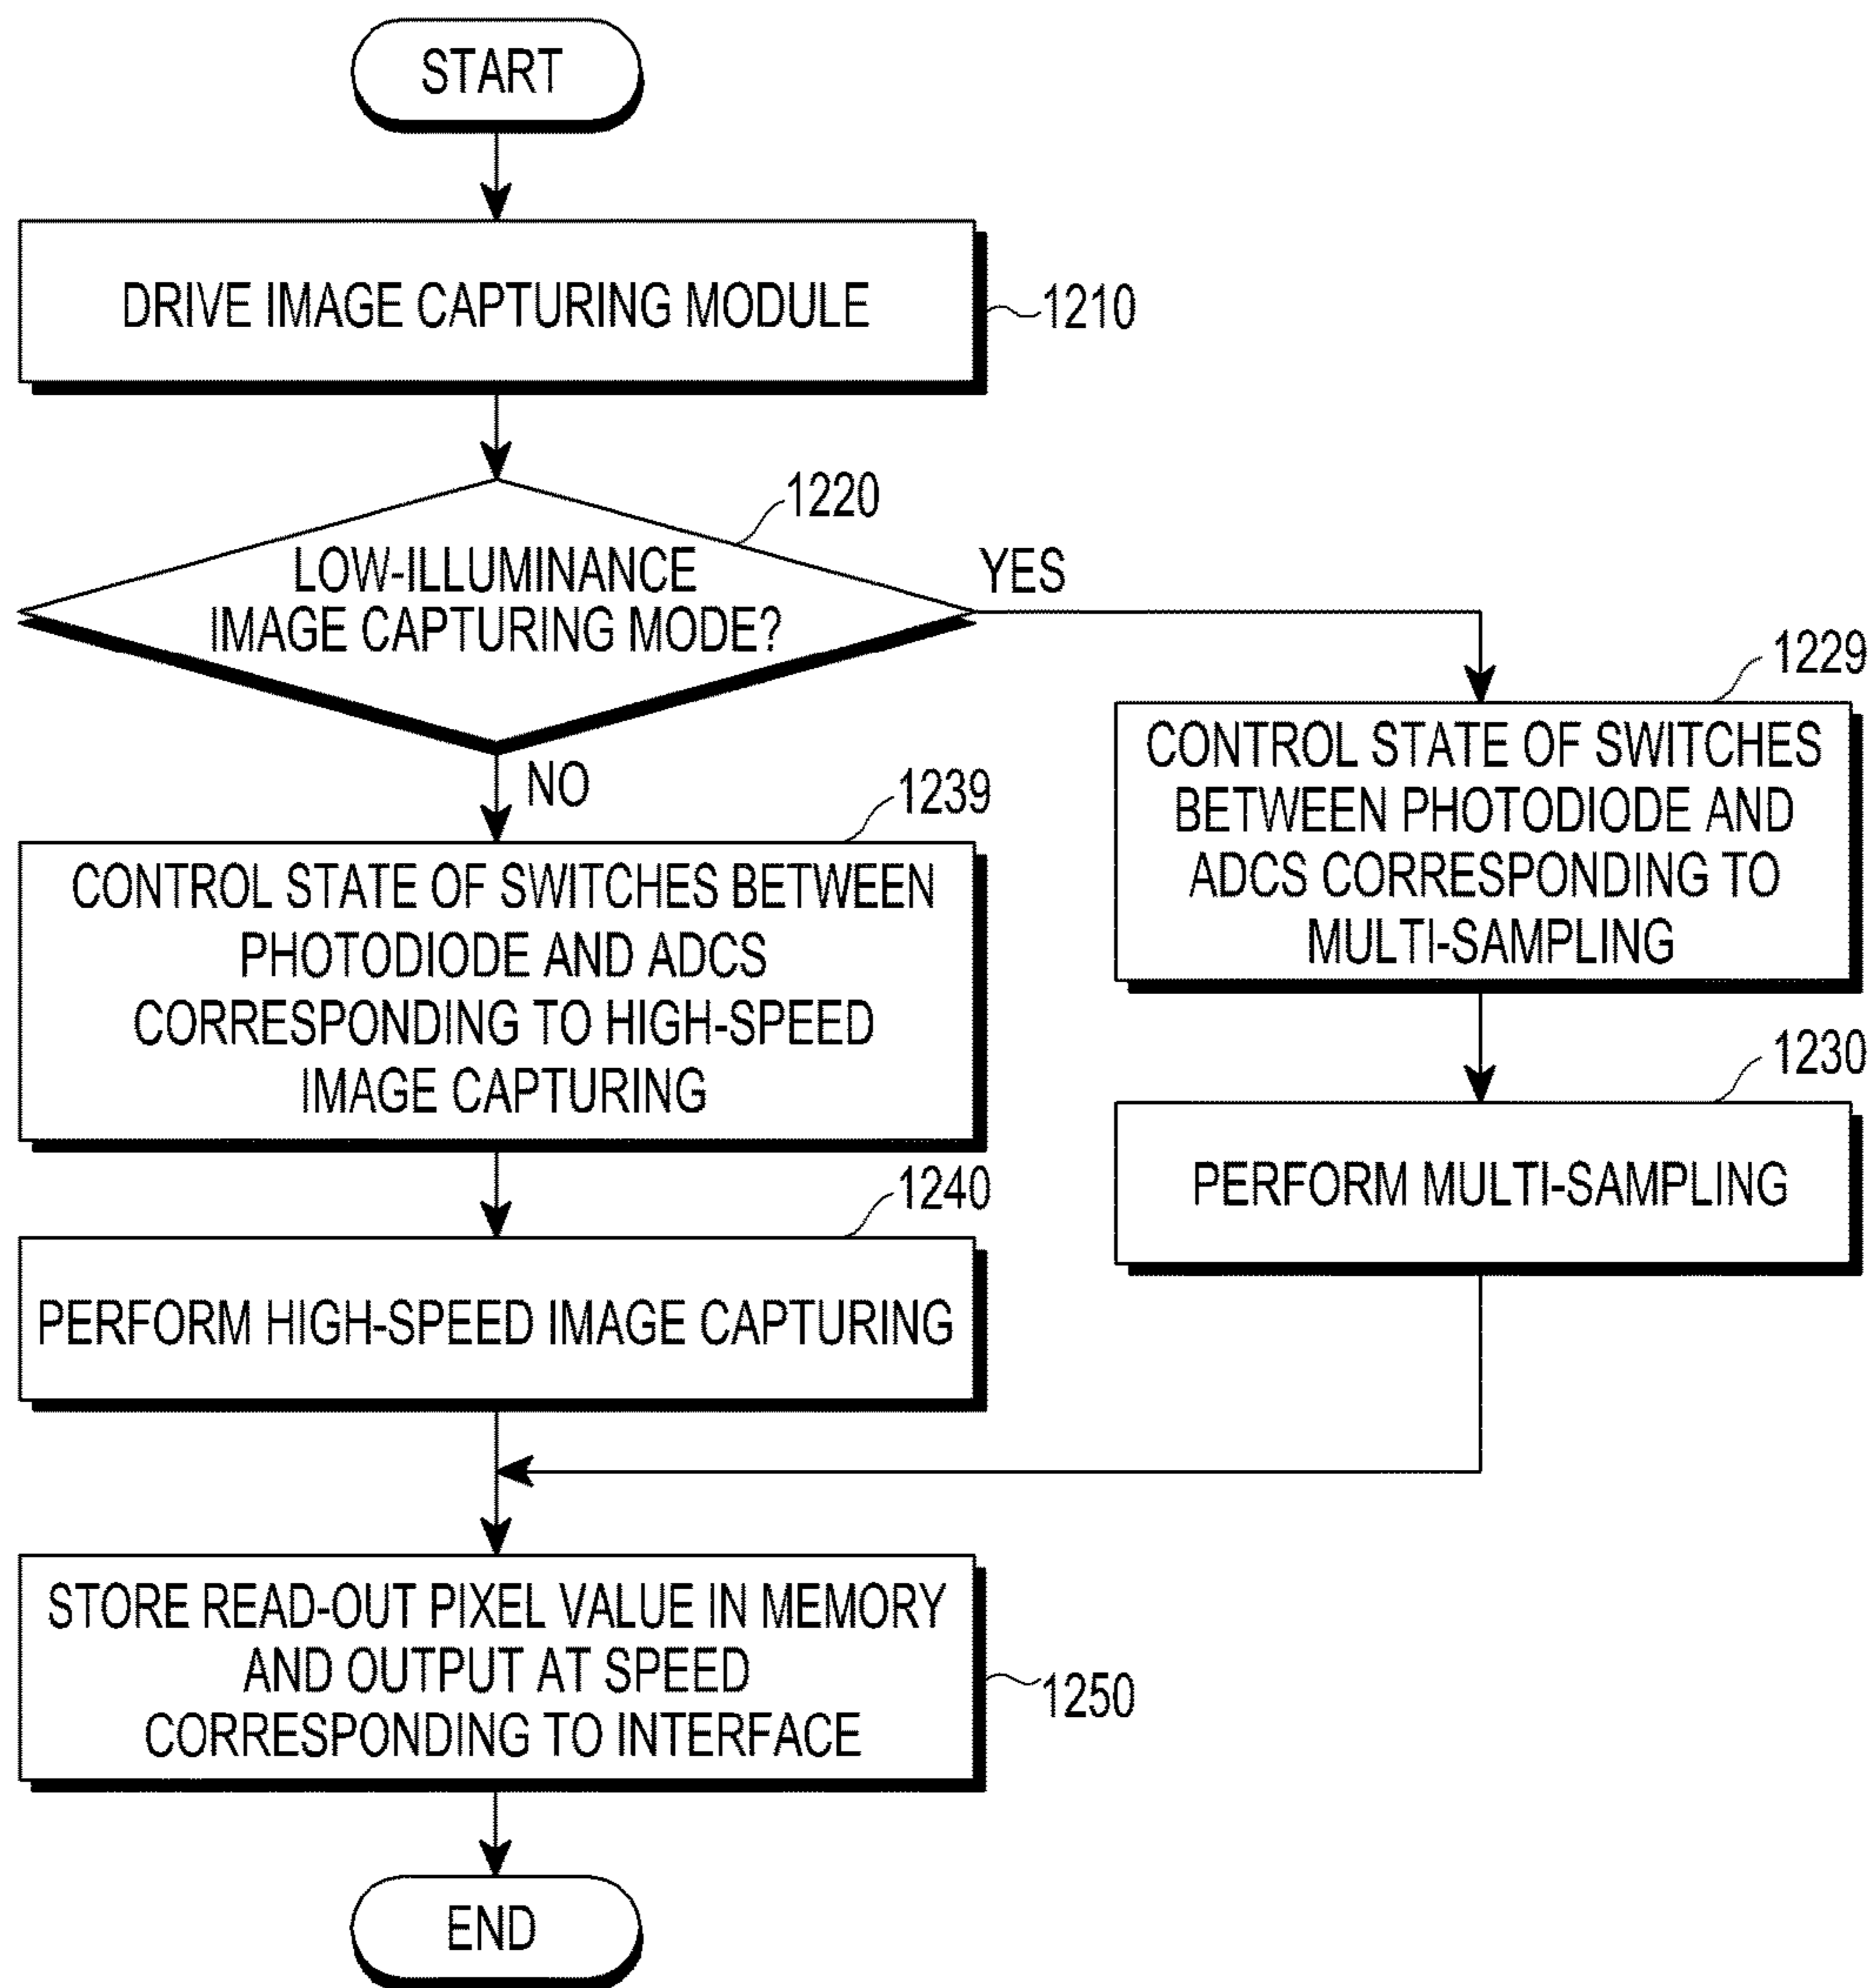 START
DRIVE IMAGE CAPTURING MODULE
1210
1220
LOW-ILLUMINANCE
IMAGE CAPTURING MODE?
YES
NO
1229
CONTROL STATE OF SWITCHES
BETWEEN PHOTODIODE AND
ADCS CORRESPONDING TO
MULTI-SAMPLING
1239
CONTROL STATE OF SWITCHES BETWEEN
PHOTODIODE AND ADCS
CORRESPONDING TO HIGH-SPEED
IMAGE CAPTURING
1230
PERFORM MULTI-SAMPLING
1240
PERFORM HIGH-SPEED IMAGE CAPTURING
STORE READ-OUT PIXEL VALUE IN MEMORY
AND OUTPUT AT SPEED
CORRESPONDING TO INTERFACE
1250
END